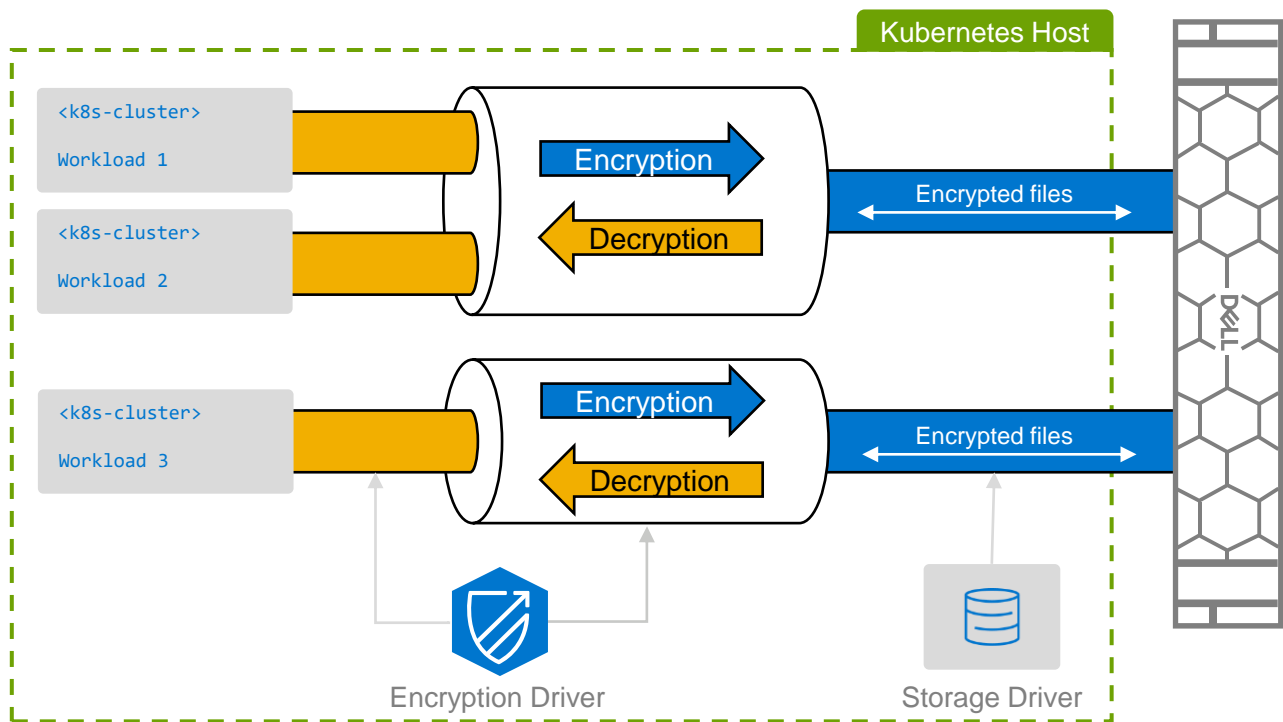 Kubernetes Host
<k8s-cluster>
Workload 1
<k8s-cluster>
Workload 2
Encryption
Decryption
Encrypted files
DELL
<k8s-cluster>
Workload 3
Encryption
Decryption
Encrypted files
Encryption Driver
Storage Driver